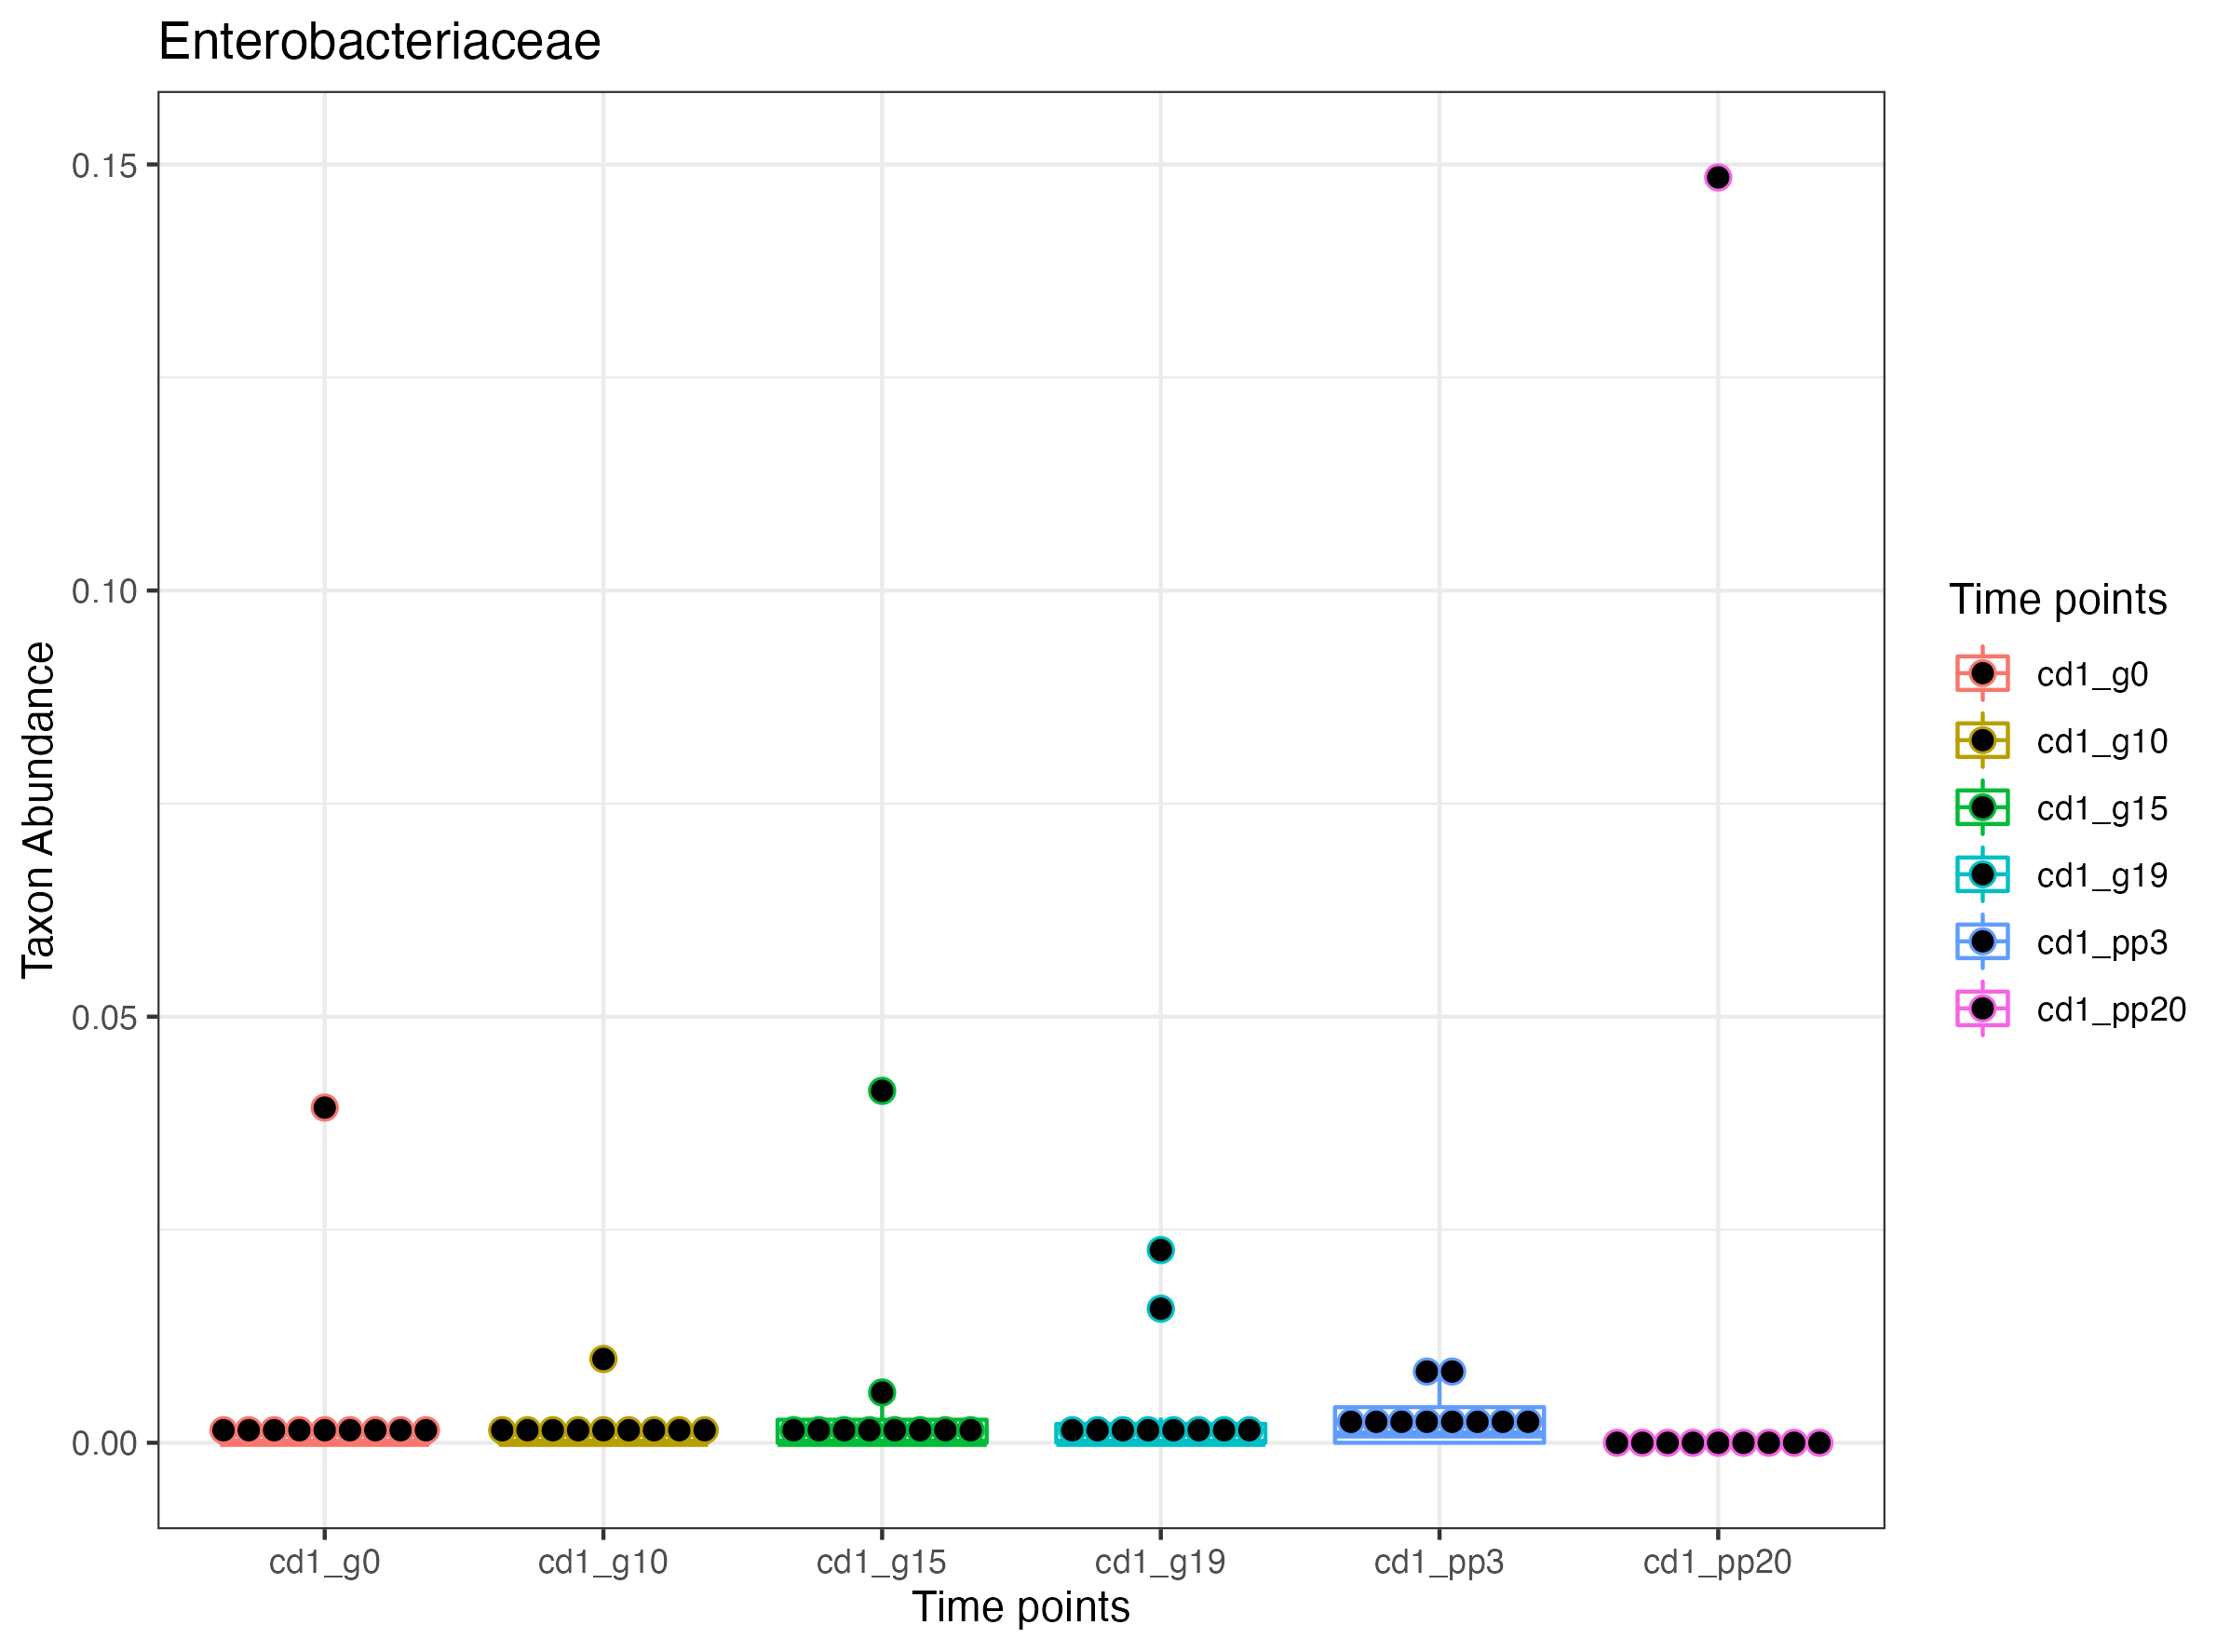 Enterobacteriaceae
0.15
0.10
0.05
0.00
Taxon Abundance
cd1_g0
cd1_g10
cd1_g15
cd1_g19
cd1_pp3
cd1_pp20
Time points
Time points
cd1_g0
cd1_g10
cd1_g15
cd1_g19
cd1_pp3
cd1_pp20